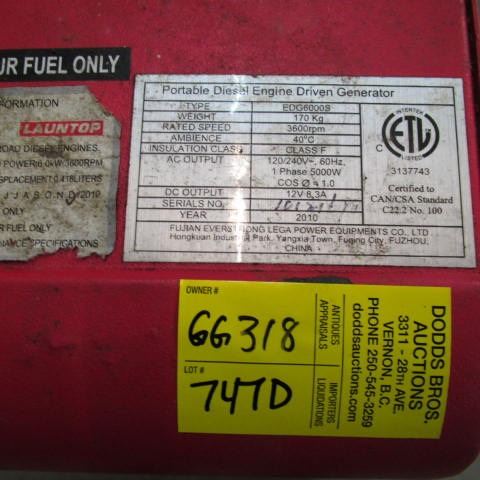 UR FUEL ONLY
ORMATION
LAUNTOP
ROAD DIESEL ENGINES.
POWER(6.0kW/3600RPM
SPLACEMENT:0.418LITERS
J J A S O N D /2010
ONLY
R FUEL ONLY
NANCE SPECIFICATIONS
Portable Diesel Engine Driven Generator
TYPE EDG6000S
WEIGHT 170 Kg
RATED SPEED 3600rpm
AMBIENCE 40°C
INSULATION CLASS CLASS F
AC OUTPUT 120/240V~, 60Hz,
1 Phase 5000W
COS Ø = 1.0
DC OUTPUT 12V 8.3A
SERIALS NO.
YEAR 2010
FUJIAN EVERSTRONG LEGA POWER EQUIPMENTS CO., LTD
Hongkuan Industrial Park, Yangxia Town, Fuqing City, FUZHOU,
CHINA
INTERTEK
C ETL
3137743
Certified to
CAN/CSA Standard
C22.2 No. 100
OWNER #
GG318
LOT #
747D
ANTIQUES
APPRAISALS
IMPORTERS
LIQUIDATIONS
DODDS BROS.
AUCTIONS
3311 - 28TH AVE.
VERNON, B.C.
PHONE 250-545-3259
doddsauctions.com